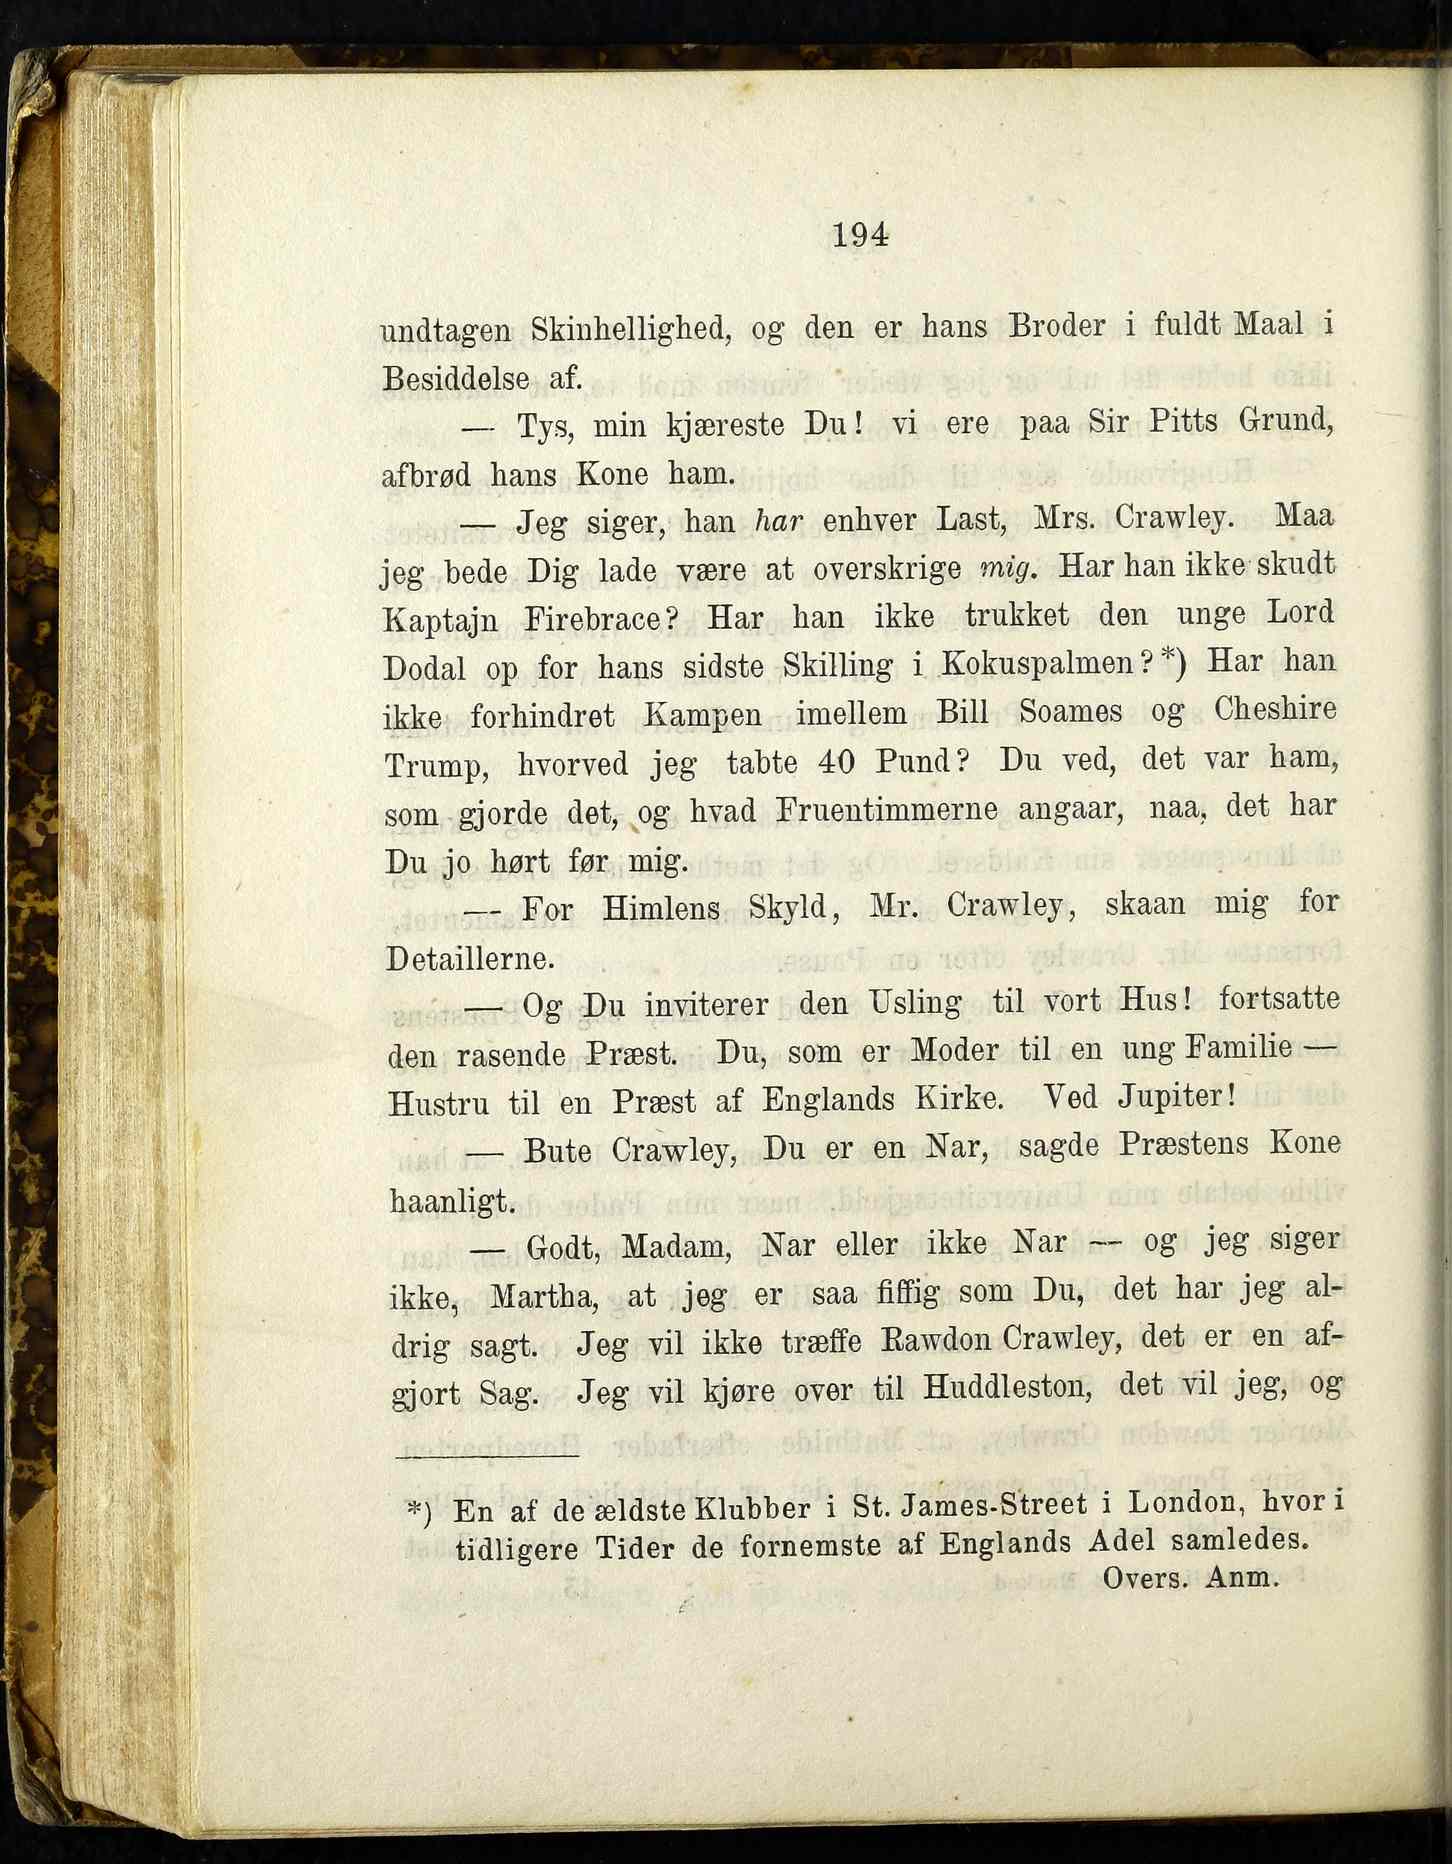 194
undtagen Skinhellighed, og den er hans Broder i fuldt Maal i
Besiddelse af.
— Tys, min kjæreste Du! vi ere paa Sir Pitts Grund,
afbrød hans Kone ham.
— Jeg siger, han har enhver Last, Mrs. Crawley. Maa
jeg bede Dig lade være at overskrige mig. Har han ikke skudt
Kaptajn Firebrace? Har han ikke trukket den unge Lord
Dodal op for hans sidste Skilling i Kokuspalmen?*) Har han
ikke forhindret Kampen imellem Bill Soames og Cheshire
Trump, hvorved jeg tabte 40 Pund? Du ved, det var ham,
som gjorde det, og hvad Fruentimmerne angaar, naa, det har
Du jo hørt før mig.
— For Himlens Skyld, Mr. Crawley, skaan mig for
Detaillerne.
— Og Du inviterer den Usling til vort Hus! fortsatte
den rasende Præst. Du, som er Moder til en ung Familie —
Hustru til en Præst af Englands Kirke. Ved Jupiter!
— Bute Crawley, Du er en Nar, sagde Præstens Kone
haanligt.
— Godt, Madam, Nar eller ikke Nar — og jeg siger
ikke, Martha, at jeg er saa fiffig som Du, det har jeg al-
drig sagt. Jeg vil ikke træffe Rawdon Crawley, det er en af-
gjort Sag. Jeg vil kjøre over til Huddleston, det vil jeg, og
*) En af de ældste Klubber i St. James-Street i London, hvor i
tidligere Tider de fornemste af Englands Adel samledes.
Overs. Anm.